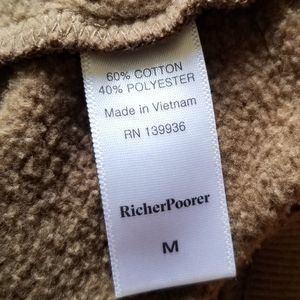 60% COTTON
40% POLYESTER
Made in Vietnam
RN 139936
RicherPoorer
M